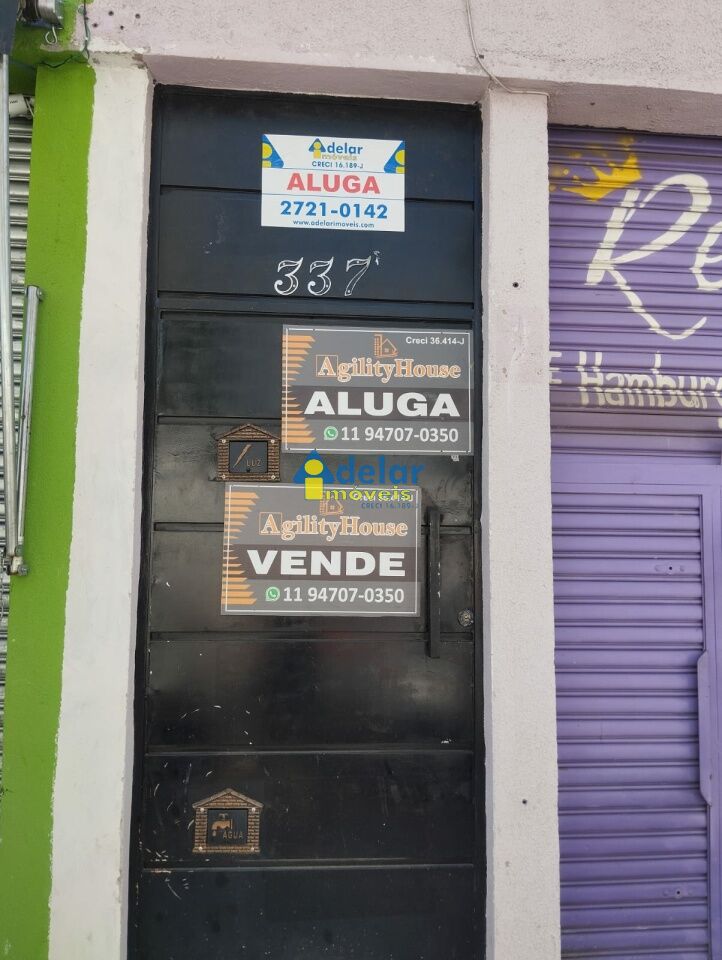 Adelar
imóveis
CRECI 16.189-J
ALUGA
2721-0142
www.adelarimoveis.com
337
Creci 36.414-J
AgilityHouse
ALUGA
11 94707-0350
LUZ
Adelar
imóveis
CRECI 16.189-J
AgilityHouse
VENDE
11 94707-0350
ÁGUA
Re
E Hamburg